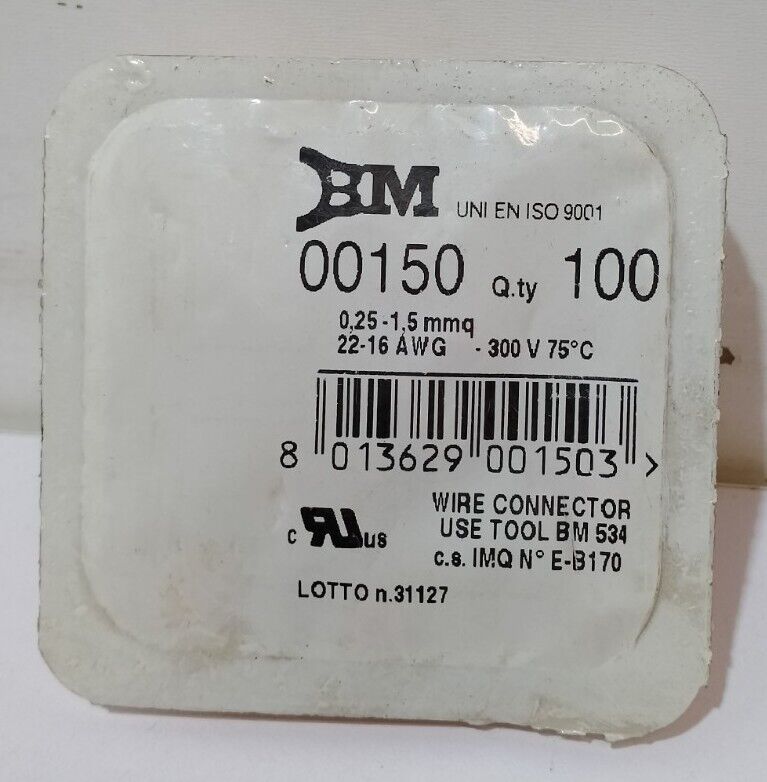 BM UNI EN ISO 9001
00150 Q.ty 100
0,25-1,5 mmq
22-16 AWG - 300 V 75°C
8 013629 001503 >
WIRE CONNECTOR
c RU us USE TOOL BM 534
c.s. IMQ N° E-B170
LOTTO n.31127